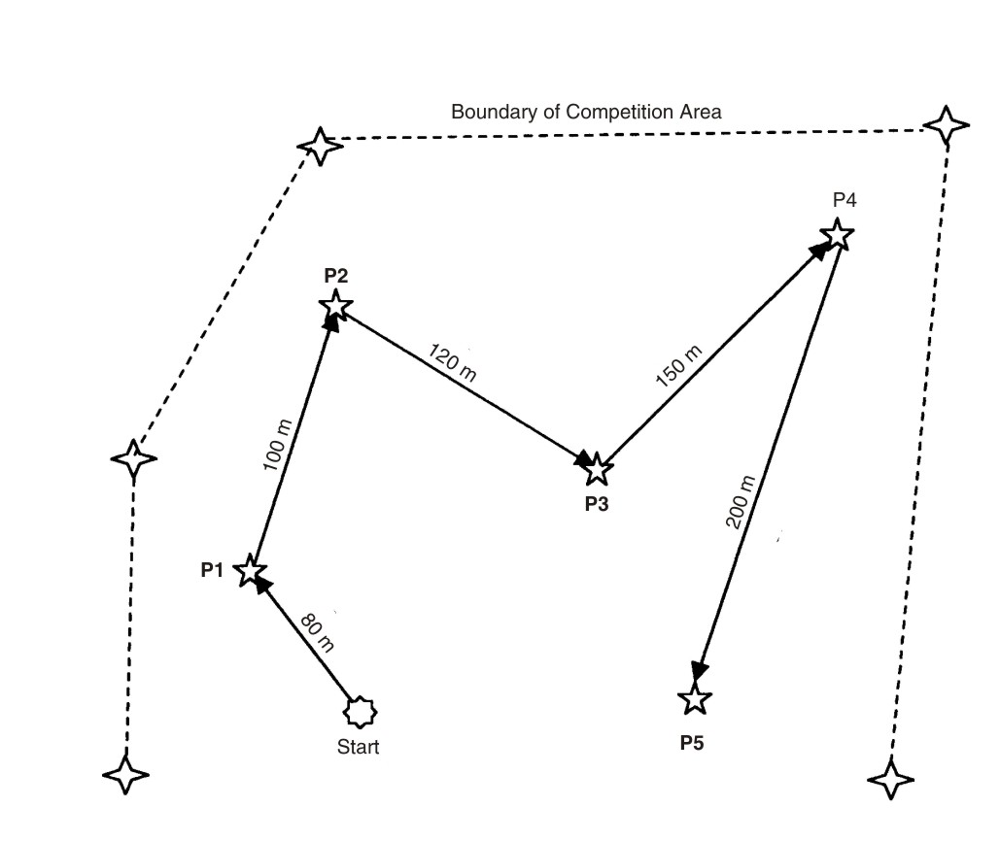 Boundary of Competition Area
P4
P2
120 m
150 m
100 m
200 m
P3
P1
80 m
Start
P5